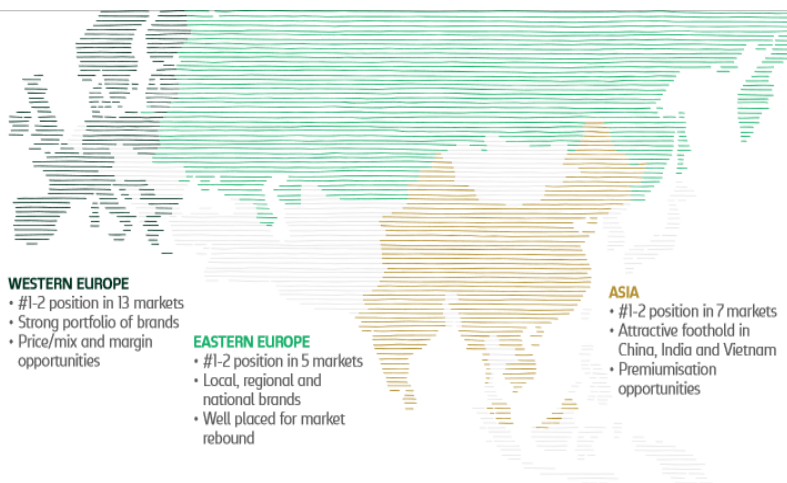 WESTERN EUROPE
• #1-2 position in 13 markets
• Strong portfolio of brands
• Price/mix and margin
opportunities
EASTERN EUROPE
• #1-2 position in 5 markets
• Local, regional and
national brands
• Well placed for market
rebound
ASIA
• #1-2 position in 7 markets
• Attractive foothold in
China, India and Vietnam
• Premiumisation
opportunities